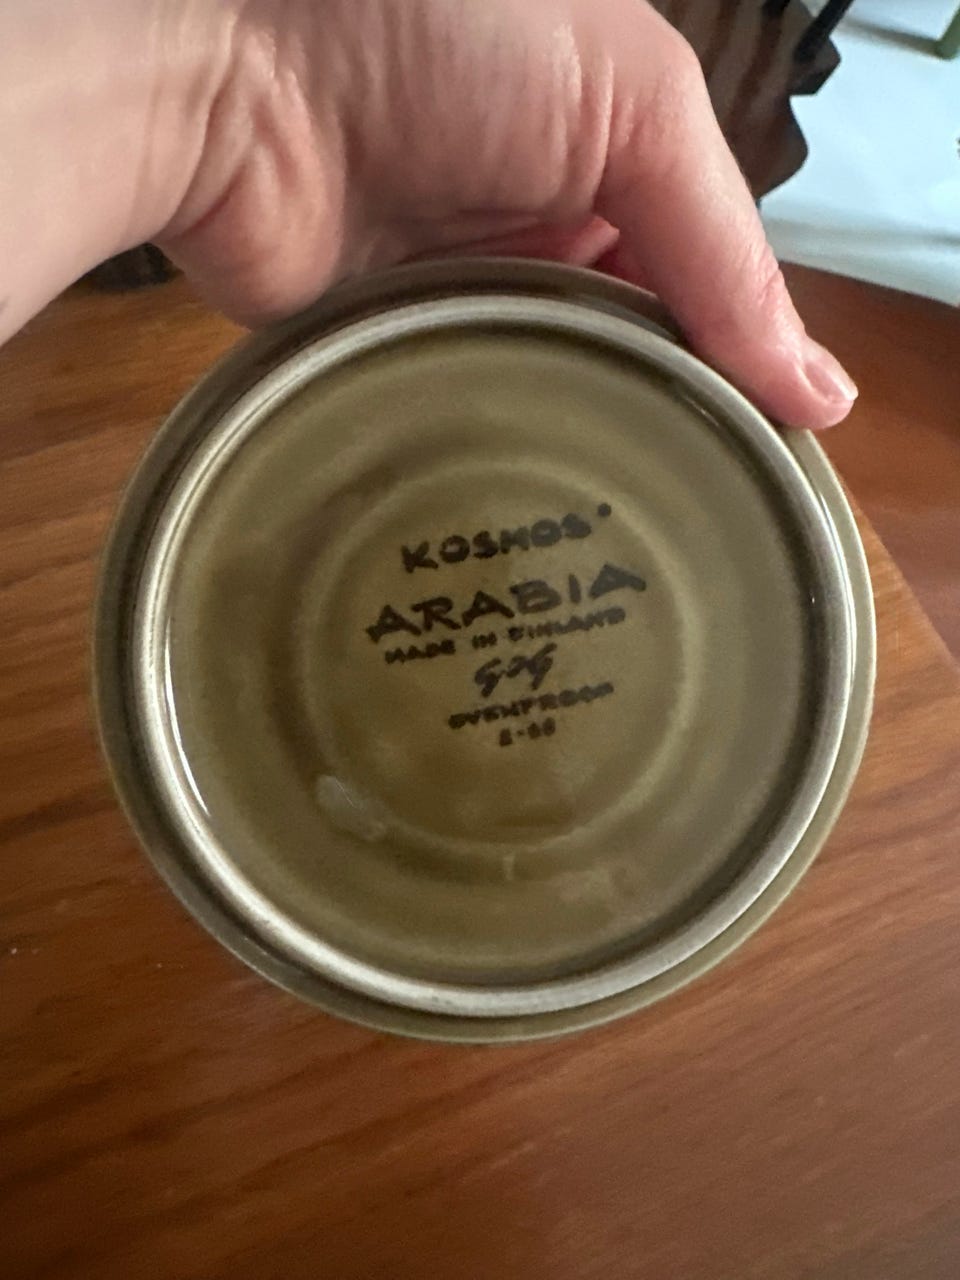 KOSMOS
ARABIA
MADE IN FINLAND
GOG
OVENPROOF